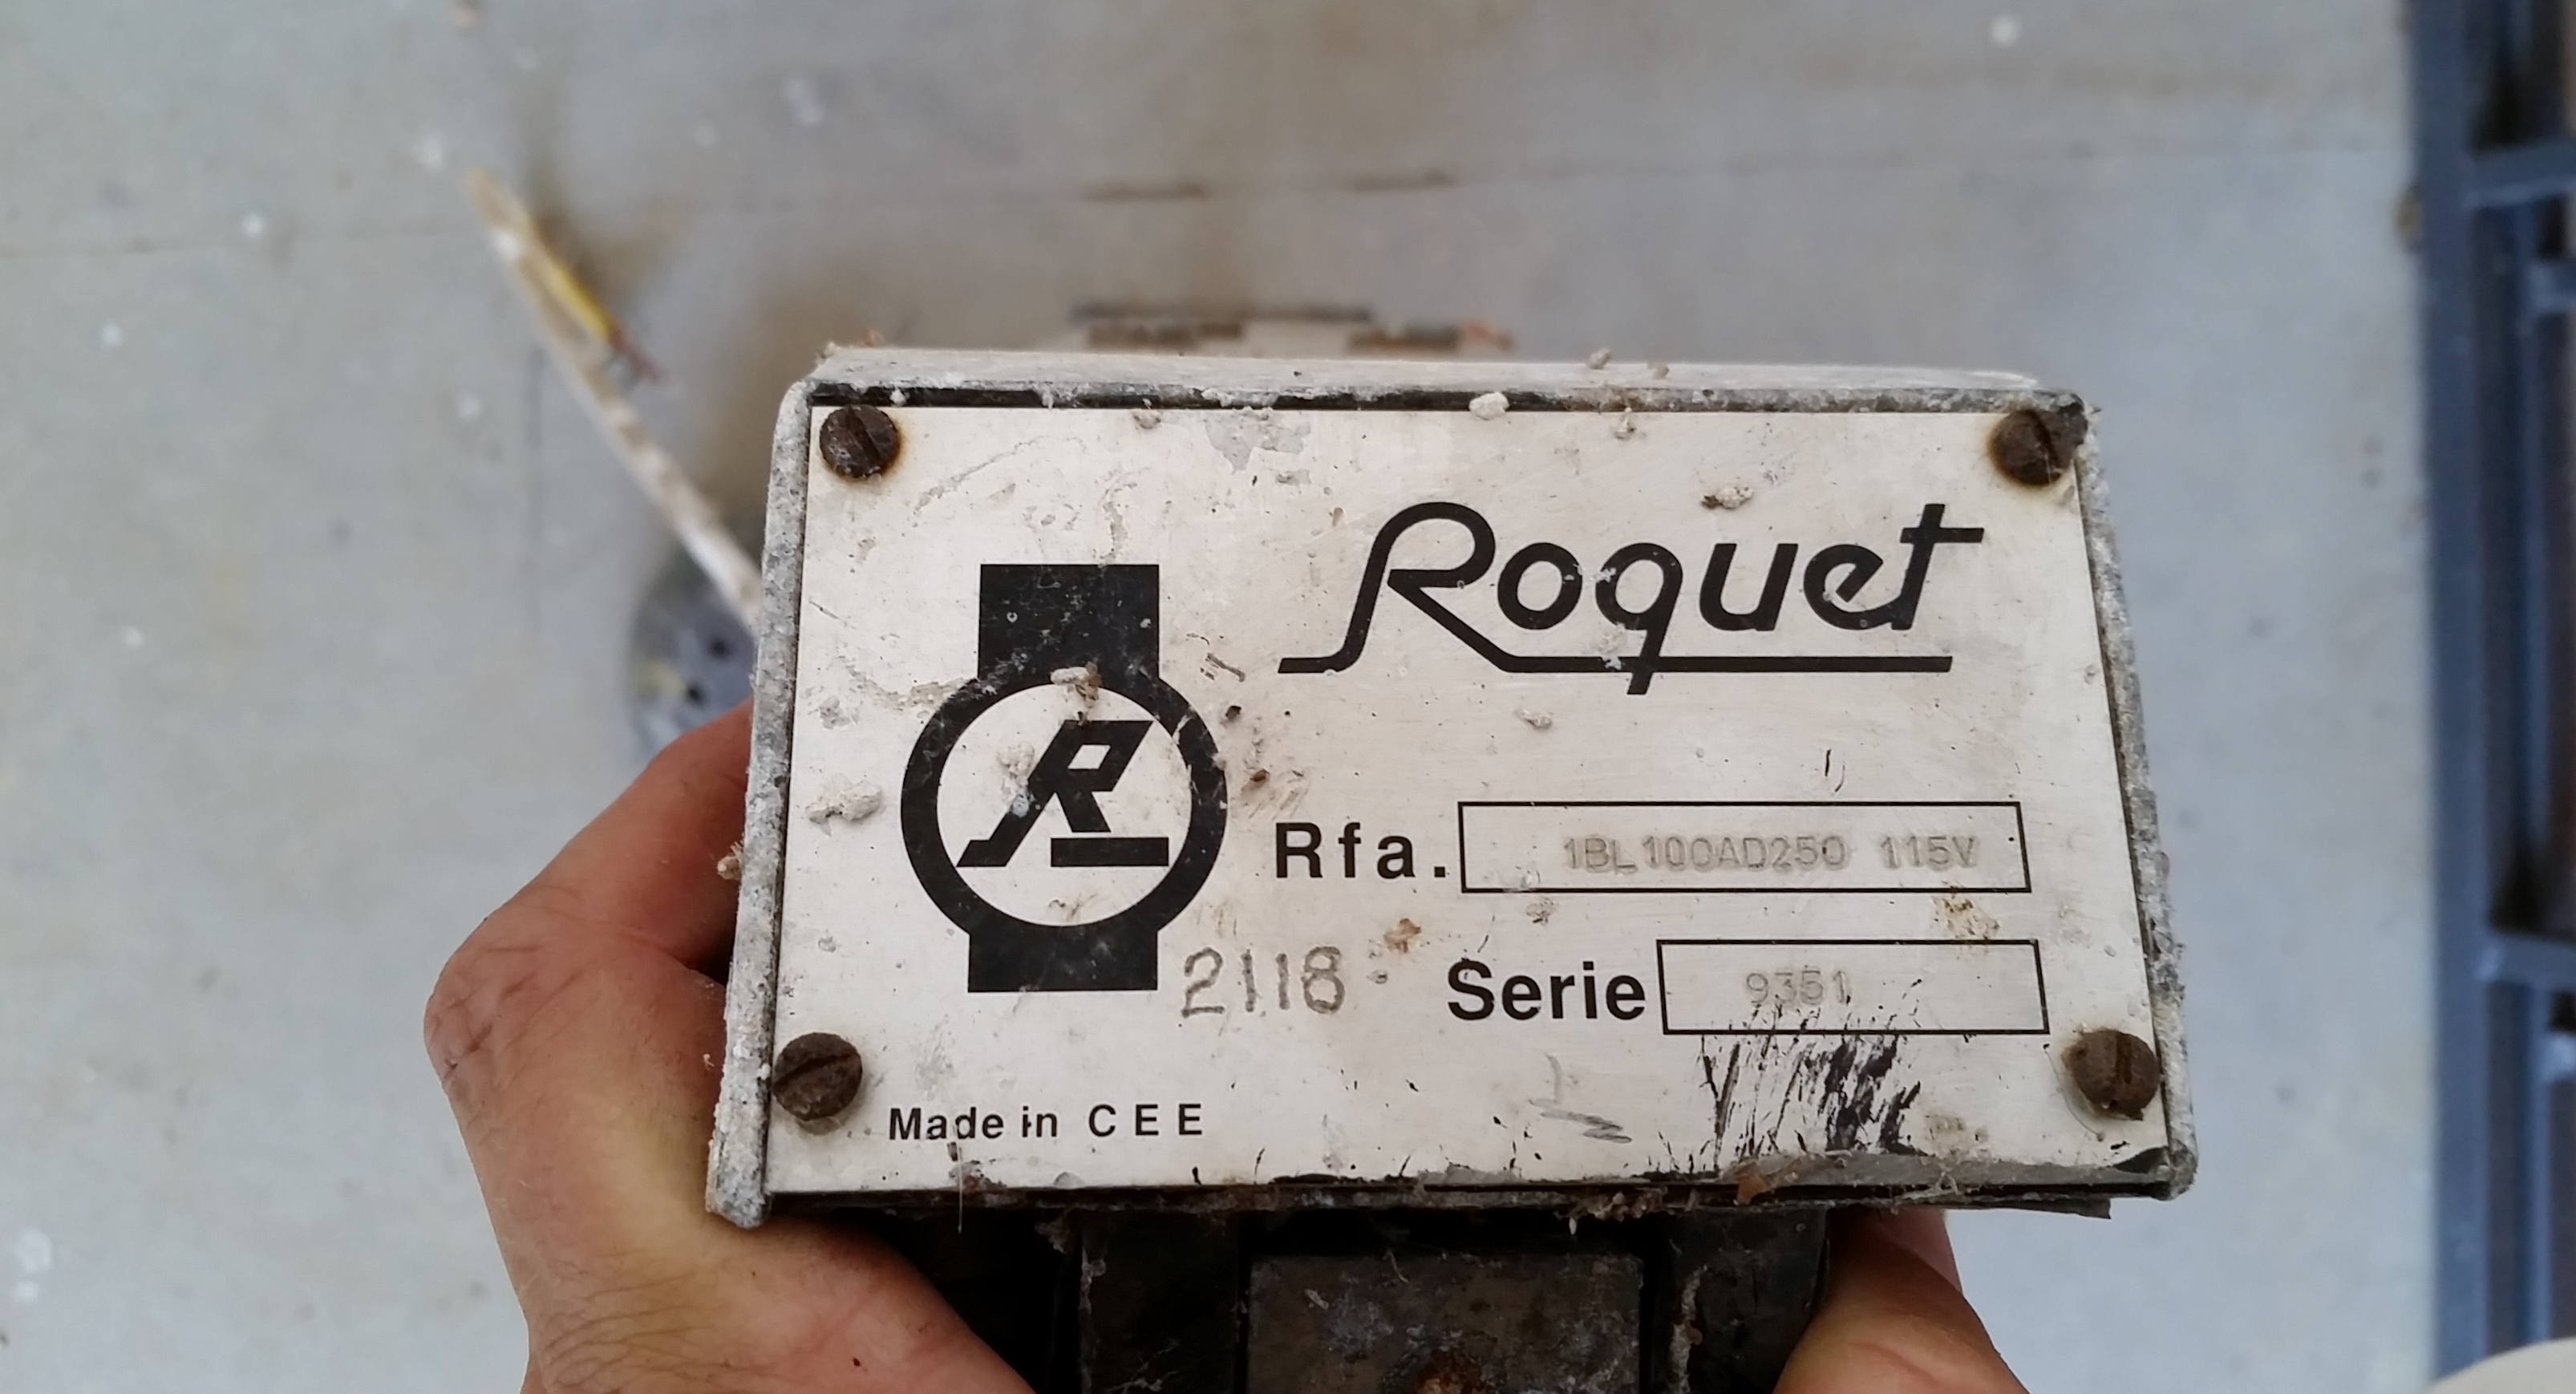 Roquet
R
Rfa. 1BL100AD250 115V
2118 Serie 9351
Made in CEE